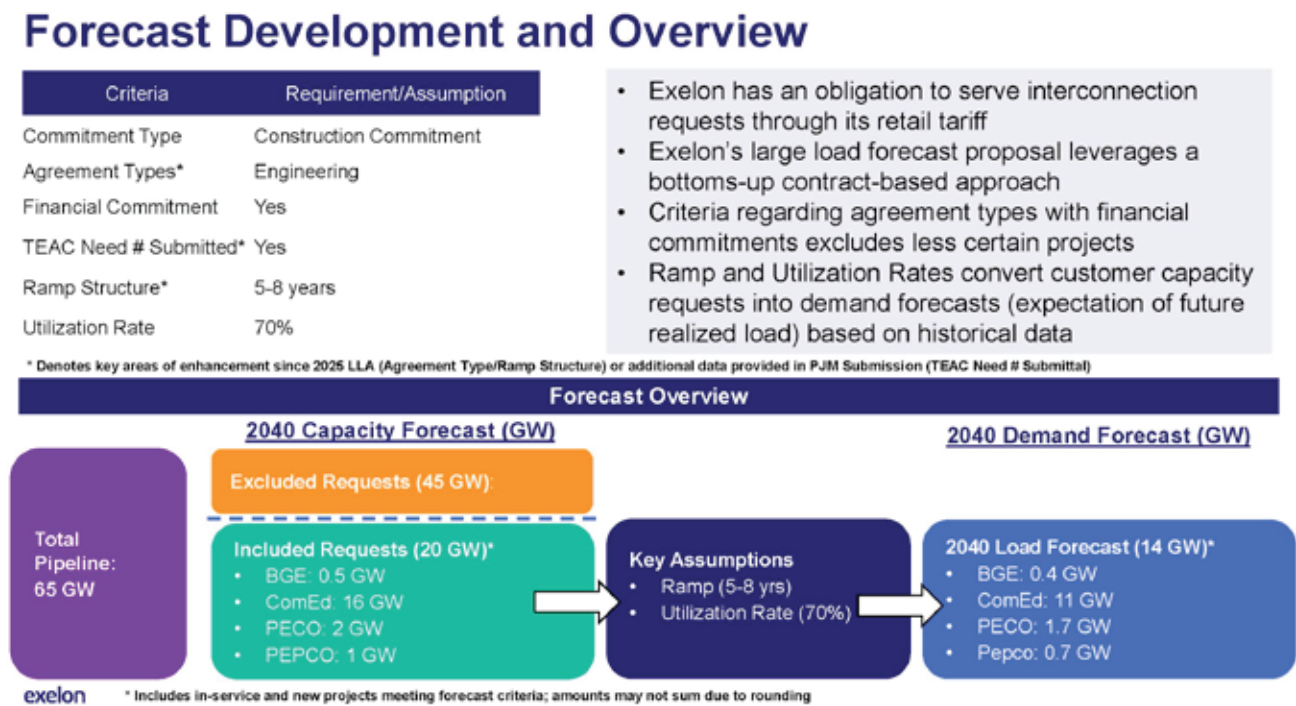 Forecast Development and Overview
Criteria Requirement/Assumption
Commitment Type Construction Commitment
Agreement Types* Engineering
Financial Commitment Yes
TEAC Need # Submitted* Yes
Ramp Structure* 5-8 years
Utilization Rate 70%
• Exelon has an obligation to serve interconnection
requests through its retail tariff
• Exelon's large load forecast proposal leverages a
bottoms-up contract-based approach
• Criteria regarding agreement types with financial
commitments excludes less certain projects
• Ramp and Utilization Rates convert customer capacity
requests into demand forecasts (expectation of future
realized load) based on historical data
* Denotes key areas of enhancement since 2025 LLA (Agreement Type/Ramp Structure) or additional data provided in PJM Submission (TEAC Need # Submittal)
Forecast Overview
2040 Capacity Forecast (GW)
2040 Demand Forecast (GW)
Total
Pipeline:
65 GW
Excluded Requests (45 GW):
Included Requests (20 GW)*
• BGE: 0.5 GW
• ComEd: 16 GW
• PECO: 2 GW
• PEPCO: 1 GW
Key Assumptions
• Ramp (5-8 yrs)
• Utilization Rate (70%)
2040 Load Forecast (14 GW)*
• BGE: 0.4 GW
• ComEd: 11 GW
• PECO: 1.7 GW
• Pepco: 0.7 GW
exelon
* Includes in-service and new projects meeting forecast criteria; amounts may not sum due to rounding